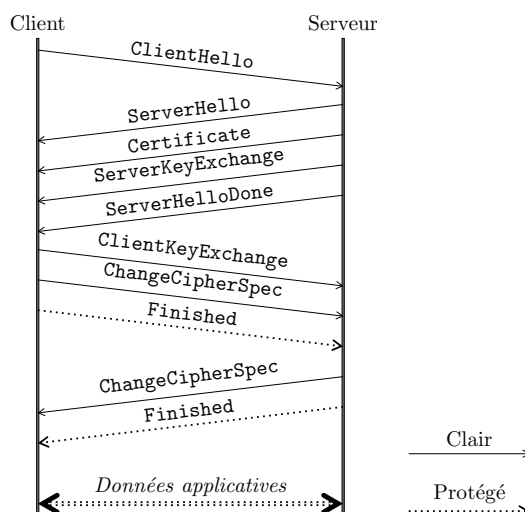 Client
Serveur
ClientHello
ServerHello
Certificate
ServerKeyExchange
ServerHelloDone
ClientKeyExchange
ChangeCipherSpec
Finished
ChangeCipherSpec
Finished
Données applicatives
Clair
Protégé